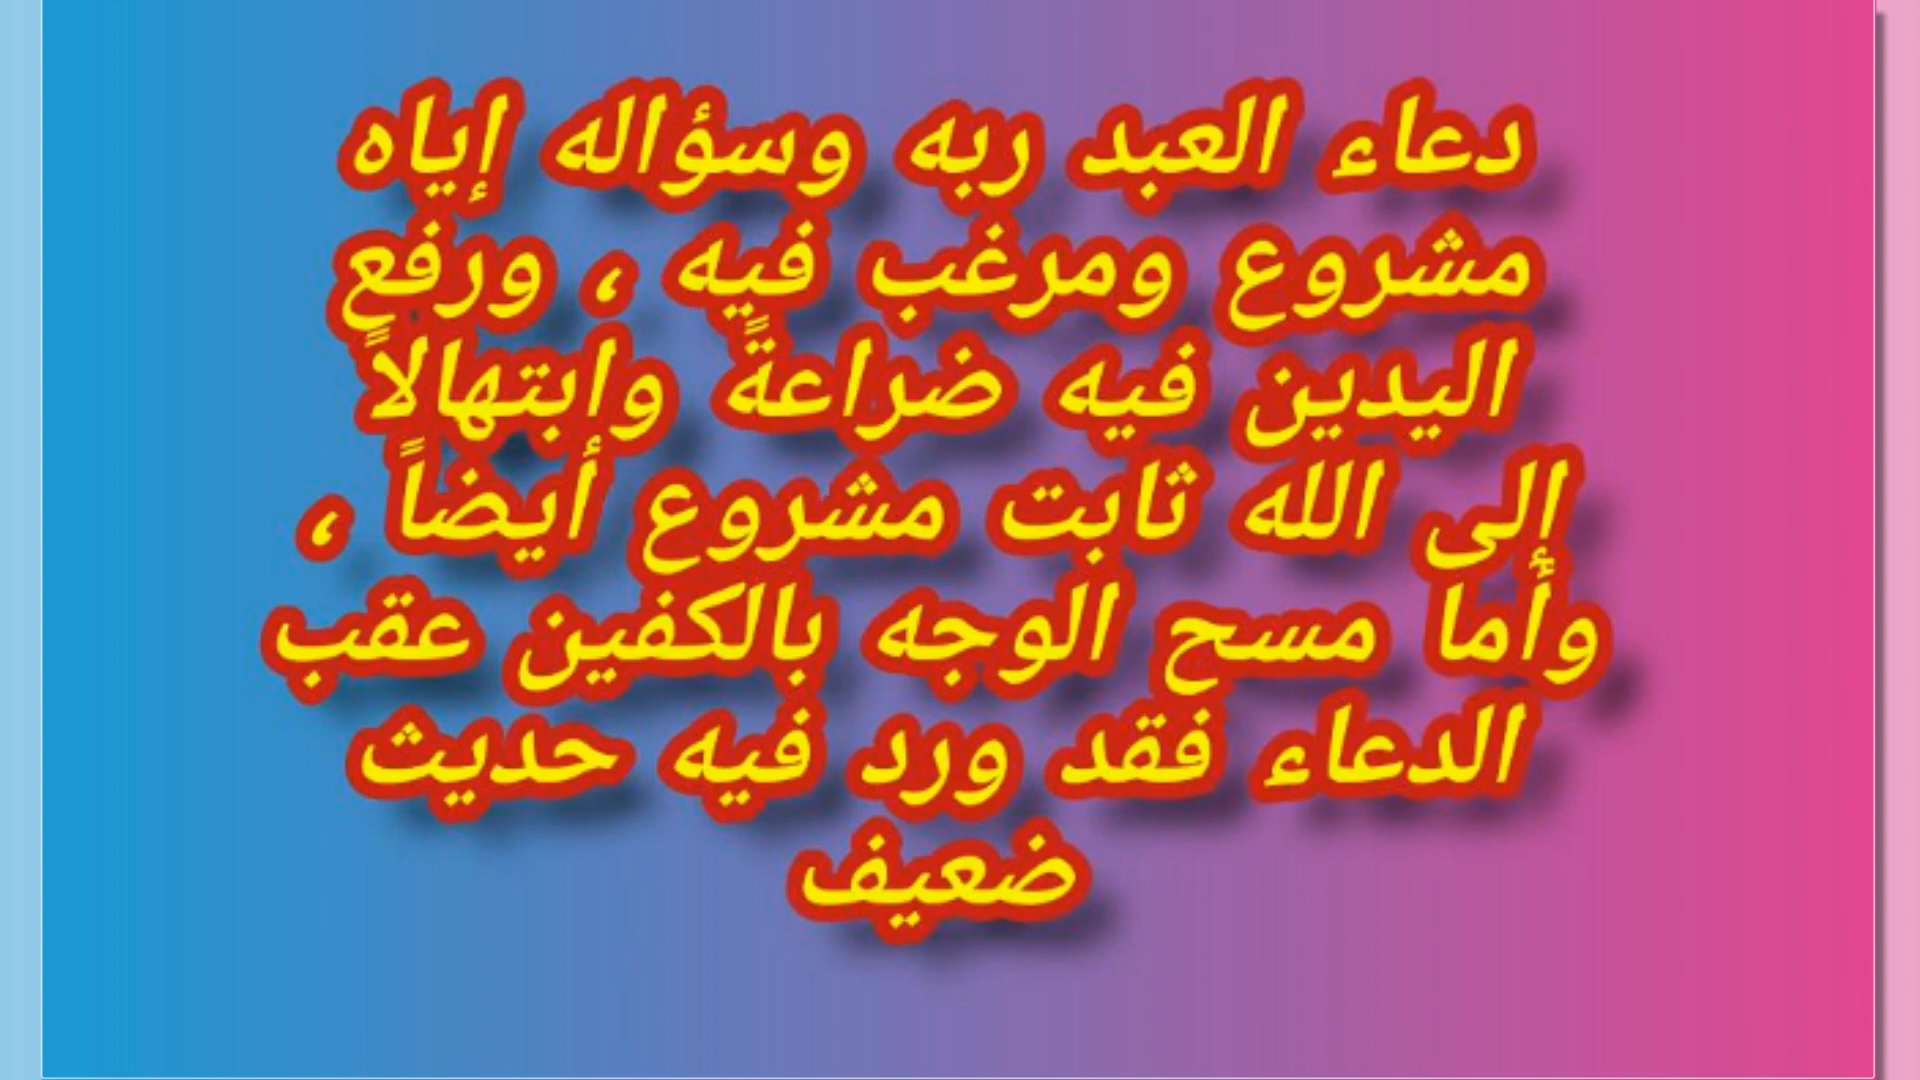 دعاء العبد ربه وسؤاله إياه
مشروع ومرغب فيه ، ورفع
اليدين فيه ضراعةً وابتهالاً
إلى الله ثابت مشروع أيضاً ،
وأما مسح الوجه بالكفين عقب
الدعاء فقد ورد فيه حديث
ضعيف